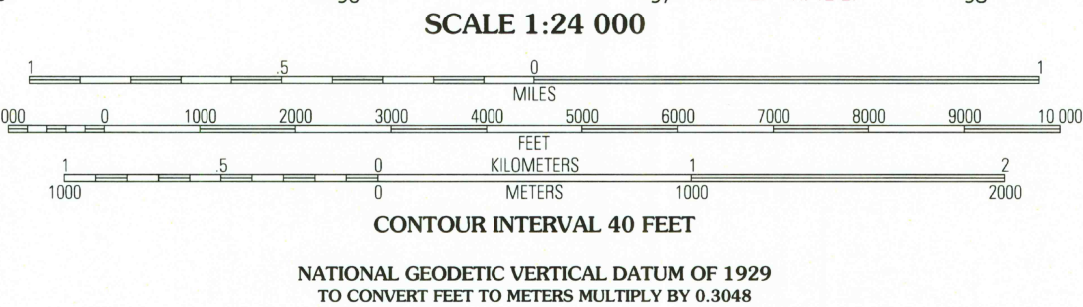 SCALE 1:24 000
1 .5 0 1
MILES
000 0 1000 2000 3000 4000 5000 6000 7000 8000 9000 10 000
FEET
1 .5 0 KILOMETERS 1 2
1000 0 METERS 1000 2000
CONTOUR INTERVAL 40 FEET
NATIONAL GEODETIC VERTICAL DATUM OF 1929
TO CONVERT FEET TO METERS MULTIPLY BY 0.3048